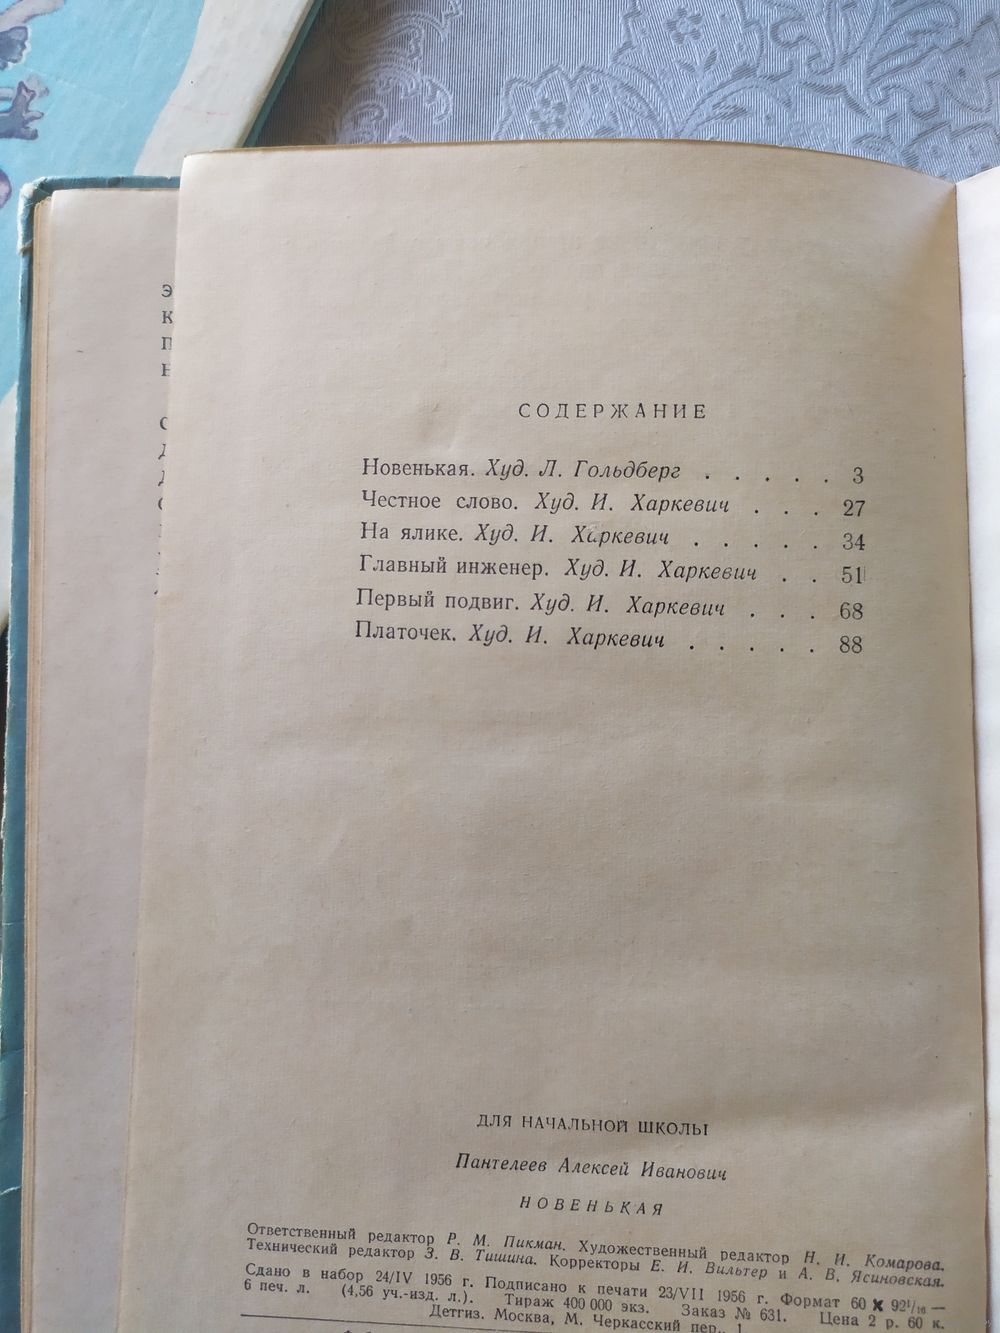 СОДЕРЖАНИЕ
Новенькая. Худ. Л. Гольдберг . . . . . 3
Честное слово. Худ. И. Харкевич . . . 27
На ялике. Худ. И. Харкевич . . . . . 34
Главный инженер. Худ. И. Харкевич . . 51
Первый подвиг. Худ. И. Харкевич . . . 68
Платочек. Худ. И. Харкевич . . . . . 88
ДЛЯ НАЧАЛЬНОЙ ШКОЛЫ
Пантелеев Алексей Иванович
НОВЕНЬКАЯ
Ответственный редактор Р. М. Пикман. Художественный редактор Н. И. Комарова.
Технический редактор З. В. Тишина. Корректоры Е. И. Вильтер и А. В. Ясиновская.
Сдано в набор 24/IV 1956 г. Подписано к печати 23/VII 1956 г. Формат 60 × 92 1/16 —
6 печ. л. (4,56 уч.-изд. л.). Тираж 400 000 экз. Заказ № 631. Цена 2 р. 60 к.
Детгиз. Москва, М. Черкасский пер., 1